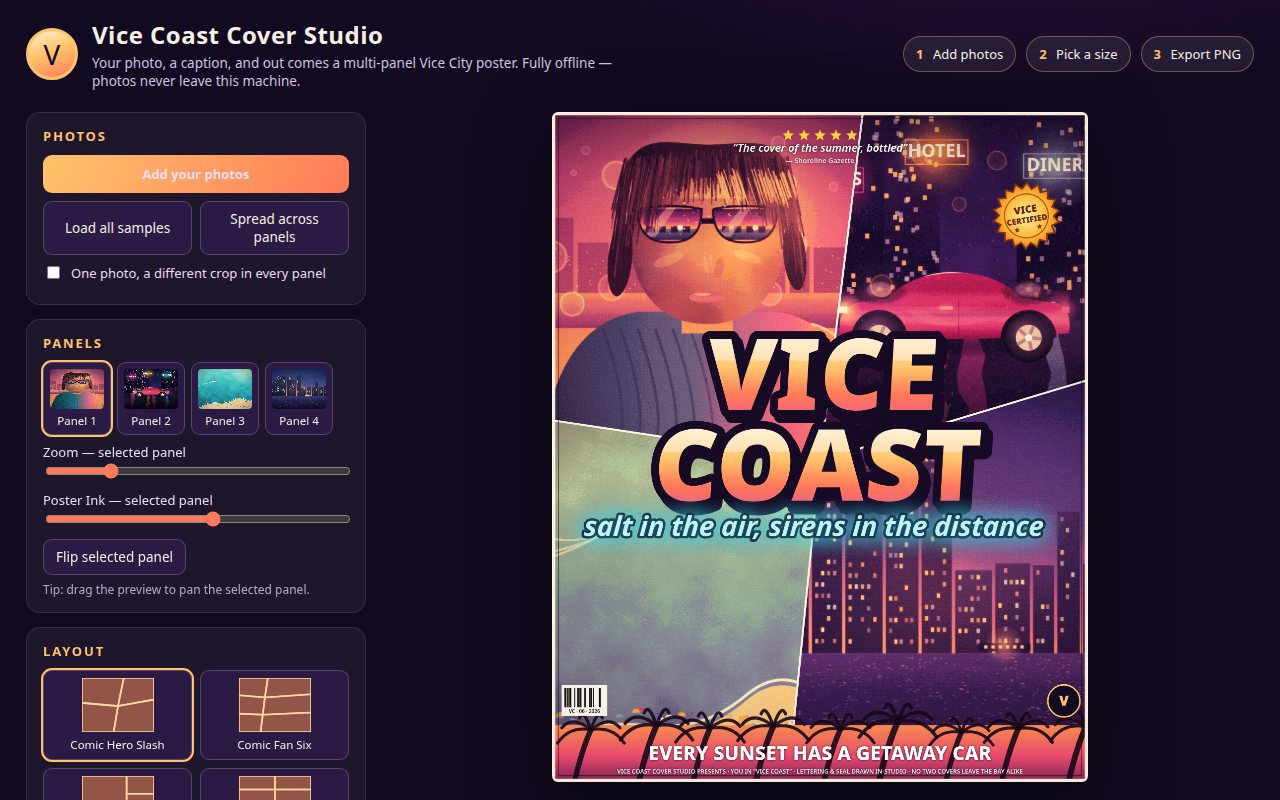 V
Vice Coast Cover Studio
Your photo, a caption, and out comes a multi-panel Vice City poster. Fully offline —
photos never leave this machine.
1 Add photos
2 Pick a size
3 Export PNG
PHOTOS
Add your photos
Load all samples
Spread across
panels
One photo, a different crop in every panel
PANELS
Panel 1
Panel 2
Panel 3
Panel 4
Zoom — selected panel
Poster Ink — selected panel
Flip selected panel
Tip: drag the preview to pan the selected panel.
LAYOUT
Comic Hero Slash
Comic Fan Six
"The cover of the summer, bottled"
— Shoreline Gazette
HOTEL
DINER
S
VICE
CERTIFIED
VICE
COAST
salt in the air, sirens in the distance
VC · 06 · 2026
V
EVERY SUNSET HAS A GETAWAY CAR
VICE COAST COVER STUDIO PRESENTS · YOU IN "VICE COAST" · LETTERING & SEAL DRAWN IN-STUDIO · NO TWO COVERS LEAVE THE BAY ALIKE